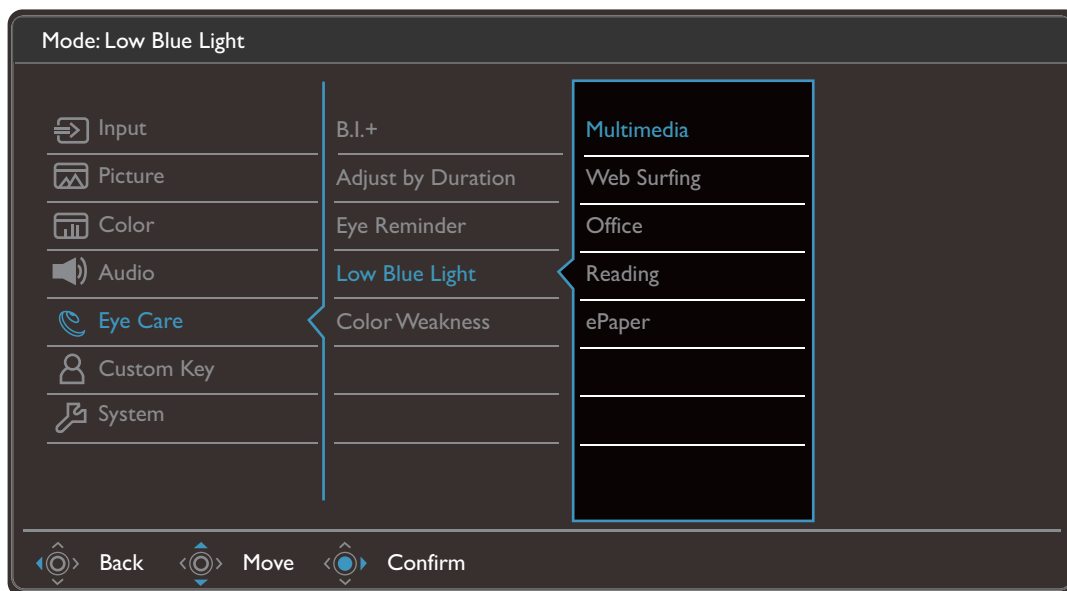 Mode: Low Blue Light
Input
Picture
Color
Audio
Eye Care
Custom Key
System
B.I.+
Adjust by Duration
Eye Reminder
Low Blue Light
Color Weakness
Multimedia
Web Surfing
Office
Reading
ePaper
Back Move Confirm